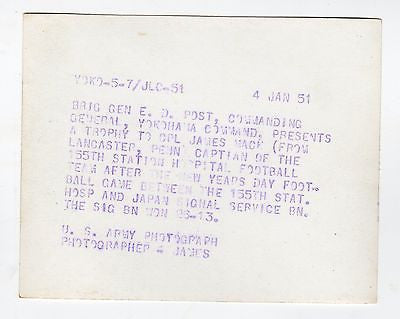 YOKO-5-7/JLC-51
4 JAN 51
BRIG GEN E. D. POST, COMMANDING
GENERAL, YOKOHAMA COMMAND, PRESENTS
A TROPHY TO CPL JAMES MACK (FROM
LANCASTER, PENN) CAPTIAN OF THE
155TH STATION HOSPITAL FOOTBALL
TEAM AFTER THE NEW YEARS DAY FOOT-
BALL GAME BETWEEN THE 155TH STAT.
HOSP AND JAPAN SIGNAL SERVICE BN.
THE SIG BN WON 26-13.
U. S. ARMY PHOTOGRAPH
PHOTOGRAPHER - JAMES